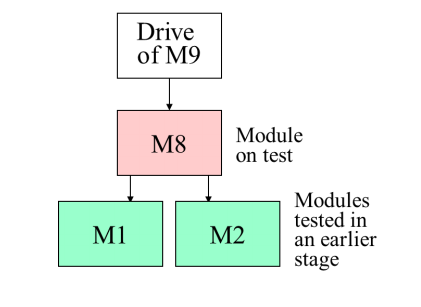 Drive
of M9
M8
Module
on test
M1
M2
Modules
tested in
an earlier
stage